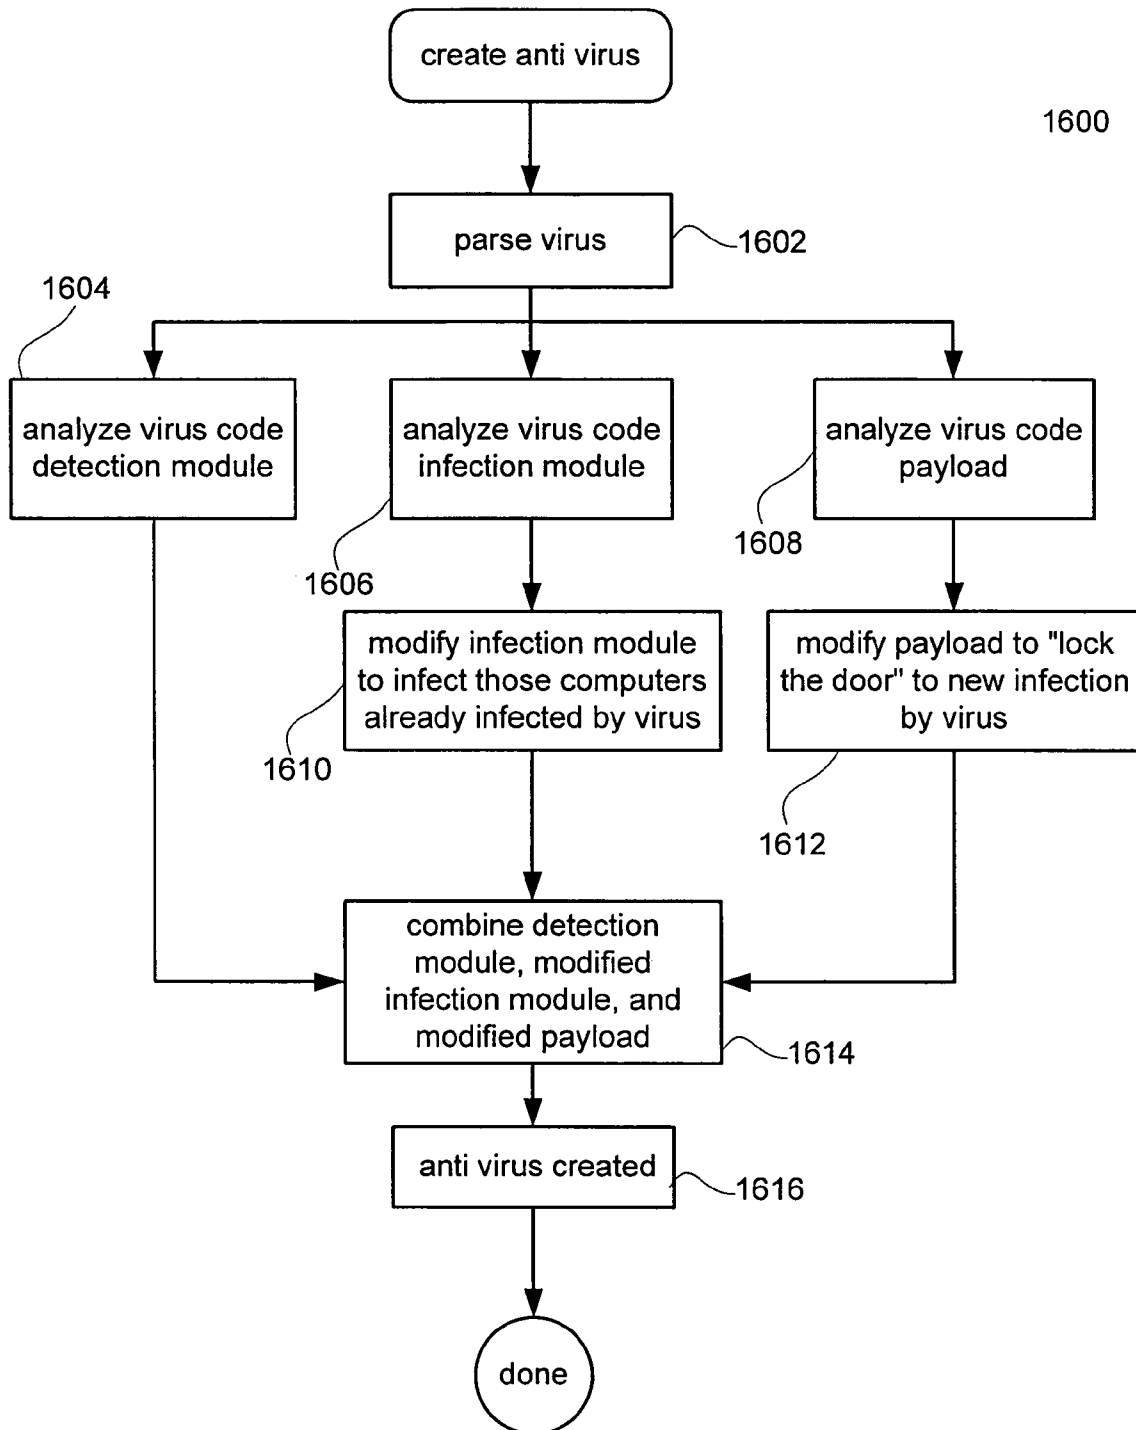 create anti virus
1600
parse virus
1602
1604
analyze virus code
detection module
analyze virus code
infection module
analyze virus code
payload
1606
1608
modify infection module
to infect those computers
already infected by virus
modify payload to "lock
the door" to new infection
by virus
1610
1612
combine detection
module, modified
infection module, and
modified payload
1614
anti virus created
1616
done